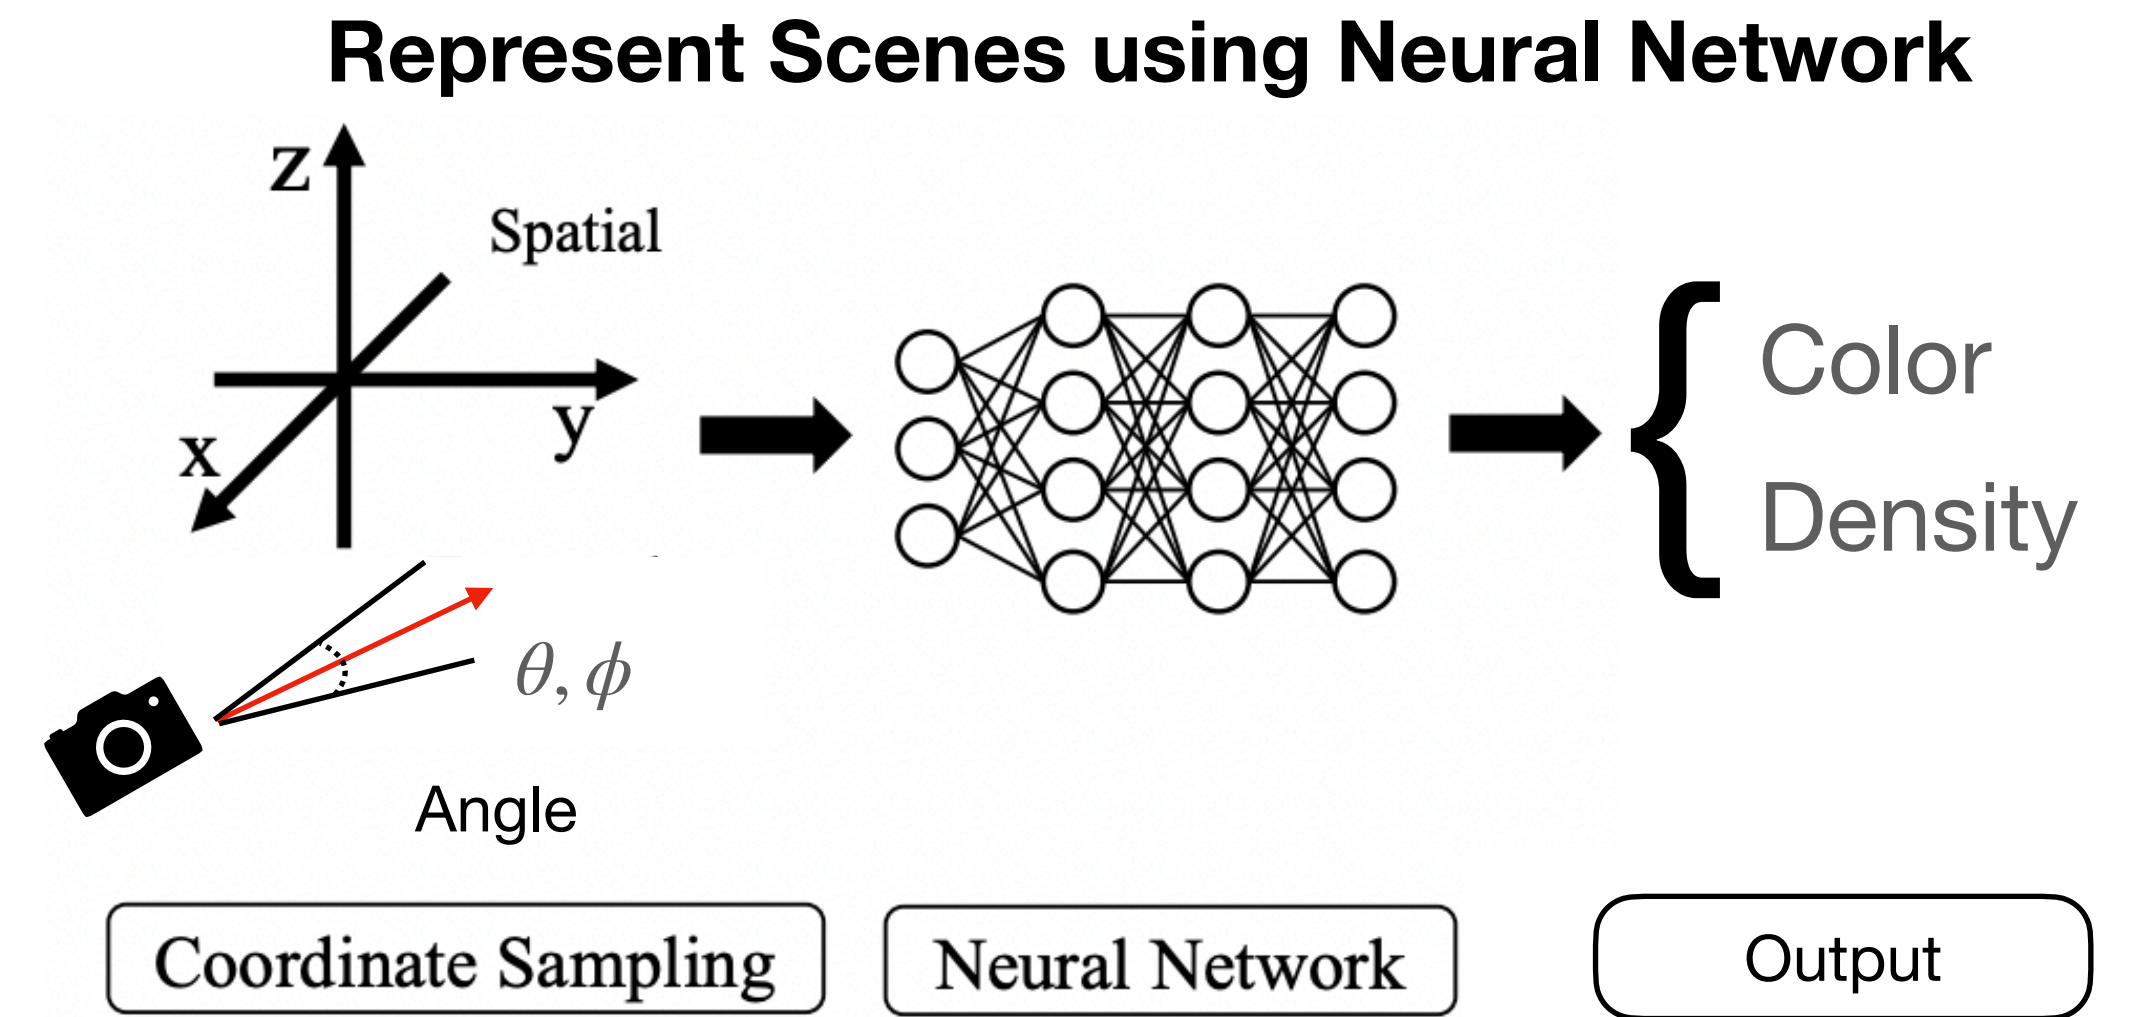 Represent Scenes using Neural Network
z
Spatial
y
x
θ, ϕ
Angle
Color
Density
Coordinate Sampling
Neural Network
Output